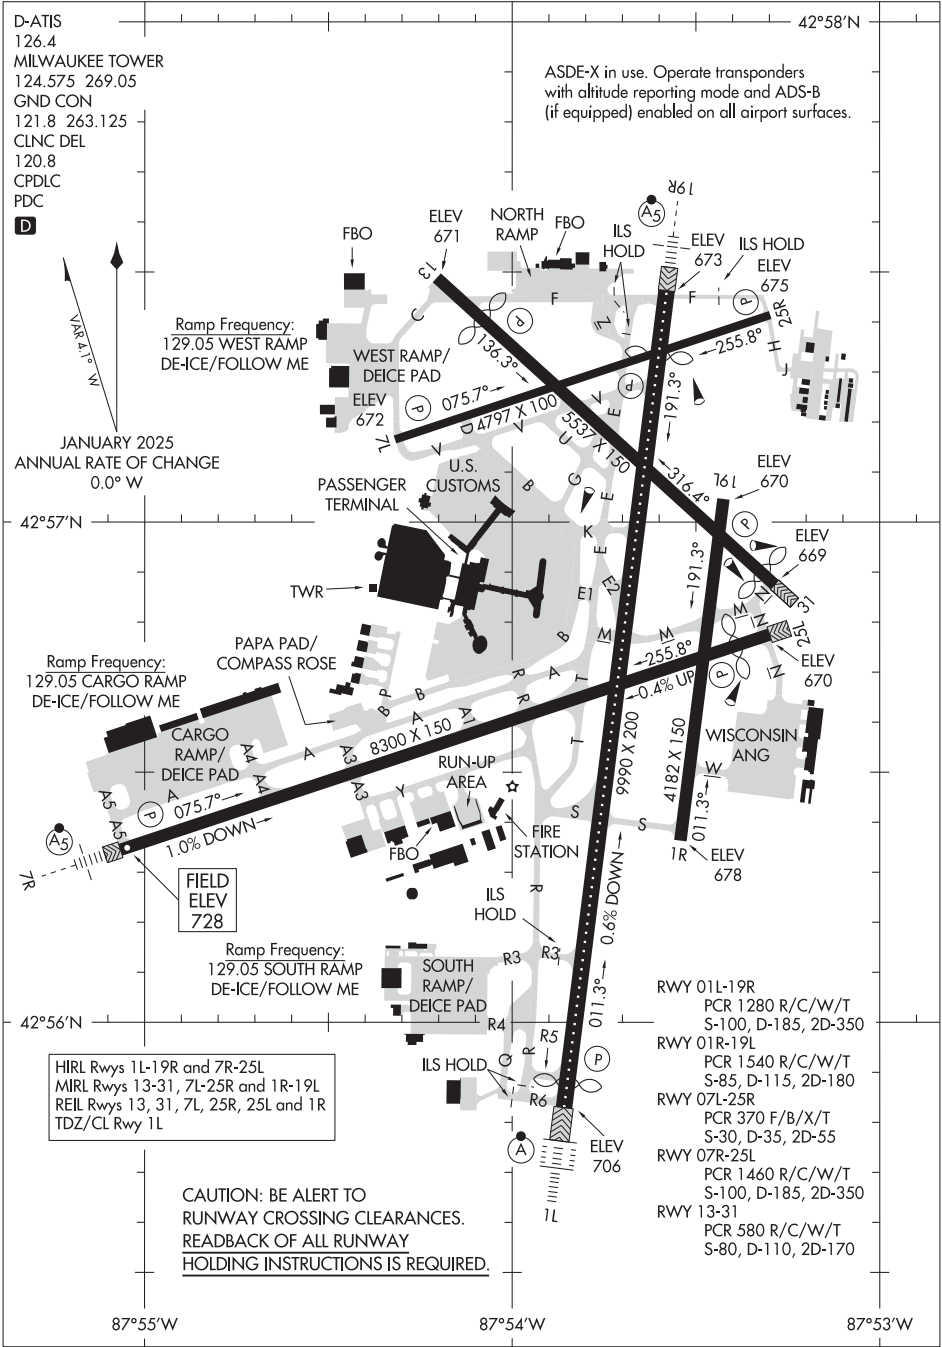 D-ATIS
126.4
MILWAUKEE TOWER
124.575 269.05
GND CON
121.8 263.125
CLNC DEL
120.8
CPDLC
PDC
D
42°58'N
ASDE-X in use. Operate transponders
with altitude reporting mode and ADS-B
(if equipped) enabled on all airport surfaces.
VAR 4.1° W
JANUARY 2025
ANNUAL RATE OF CHANGE
0.0° W
19R
A5
FBO
ELEV
671
NORTH
RAMP
FBO
ILS
HOLD
ELEV
673
ILS HOLD
ELEV
675
13
F
F
P
25R
C
P
Z
Ramp Frequency:
129.05 WEST RAMP
DE-ICE/FOLLOW ME
WEST RAMP/
DEICE PAD
136.3°
255.8°
H
J
P
ELEV
672
P
075.7°
4797 X 100
191.3°
7L
V
D
V
V
E
U
5537 X 150
U.S.
CUSTOMS
B
G
E
316.4°
ELEV
670
19L
PASSENGER
TERMINAL
42°57'N
K
E
P
ELEV
669
191.3°
TWR
E1
E2
N
31
M
N
25L
PAPA PAD/
COMPASS ROSE
B
M
M
255.8°
0.4% UP
ELEV
670
N
P
Ramp Frequency:
129.05 CARGO RAMP
DE-ICE/FOLLOW ME
R
A
T
P
B
B
R
A1
A
8300 X 150
T
9990 X 200
4182 X 150
WISCONSIN
ANG
CARGO
RAMP/
DEICE PAD
A4
A
A3
RUN-UP
AREA
W
A5
A
A4
A3
Y
P
075.7°
1.0% DOWN
A5
A5
S
S
011.3°
FBO
FIRE
STATION
1R
ELEV
678
7R
FIELD
ELEV
728
ILS
HOLD
R
0.6% DOWN
Ramp Frequency:
129.05 SOUTH RAMP
DE-ICE/FOLLOW ME
SOUTH
RAMP/
DEICE PAD
R3
R3
011.3°
42°56'N
R4
R5
Q
R
ILS HOLD
P
R6
HIRL Rwys 1L-19R and 7R-25L
MIRL Rwys 13-31, 7L-25R and 1R-19L
REIL Rwys 13, 31, 7L, 25R, 25L and 1R
TDZ/CL Rwy 1L
RWY 01L-19R
PCR 1280 R/C/W/T
S-100, D-185, 2D-350
RWY 01R-19L
PCR 1540 R/C/W/T
S-85, D-115, 2D-180
RWY 07L-25R
PCR 370 F/B/X/T
S-30, D-35, 2D-55
RWY 07R-25L
PCR 1460 R/C/W/T
S-100, D-185, 2D-350
RWY 13-31
PCR 580 R/C/W/T
S-80, D-110, 2D-170
A
ELEV
706
1L
CAUTION: BE ALERT TO
RUNWAY CROSSING CLEARANCES.
READBACK OF ALL RUNWAY
HOLDING INSTRUCTIONS IS REQUIRED.
87°55'W
87°54'W
87°53'W